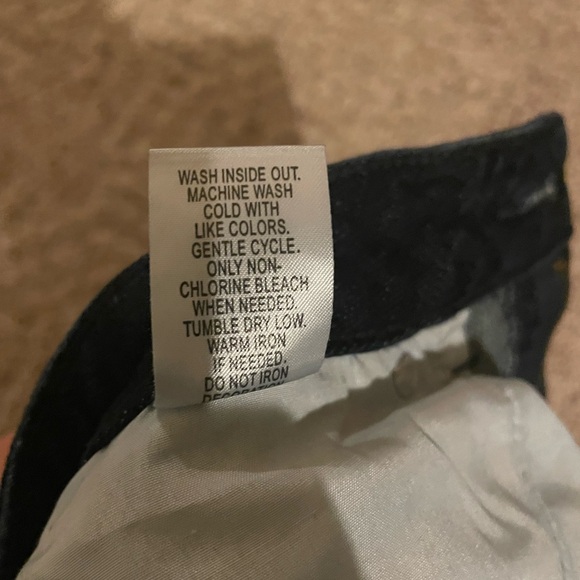 WASH INSIDE OUT.
MACHINE WASH
COLD WITH
LIKE COLORS.
GENTLE CYCLE.
ONLY NON-
CHLORINE BLEACH
WHEN NEEDED.
TUMBLE DRY LOW.
WARM IRON
IF NEEDED.
DO NOT IRON
DECORATION